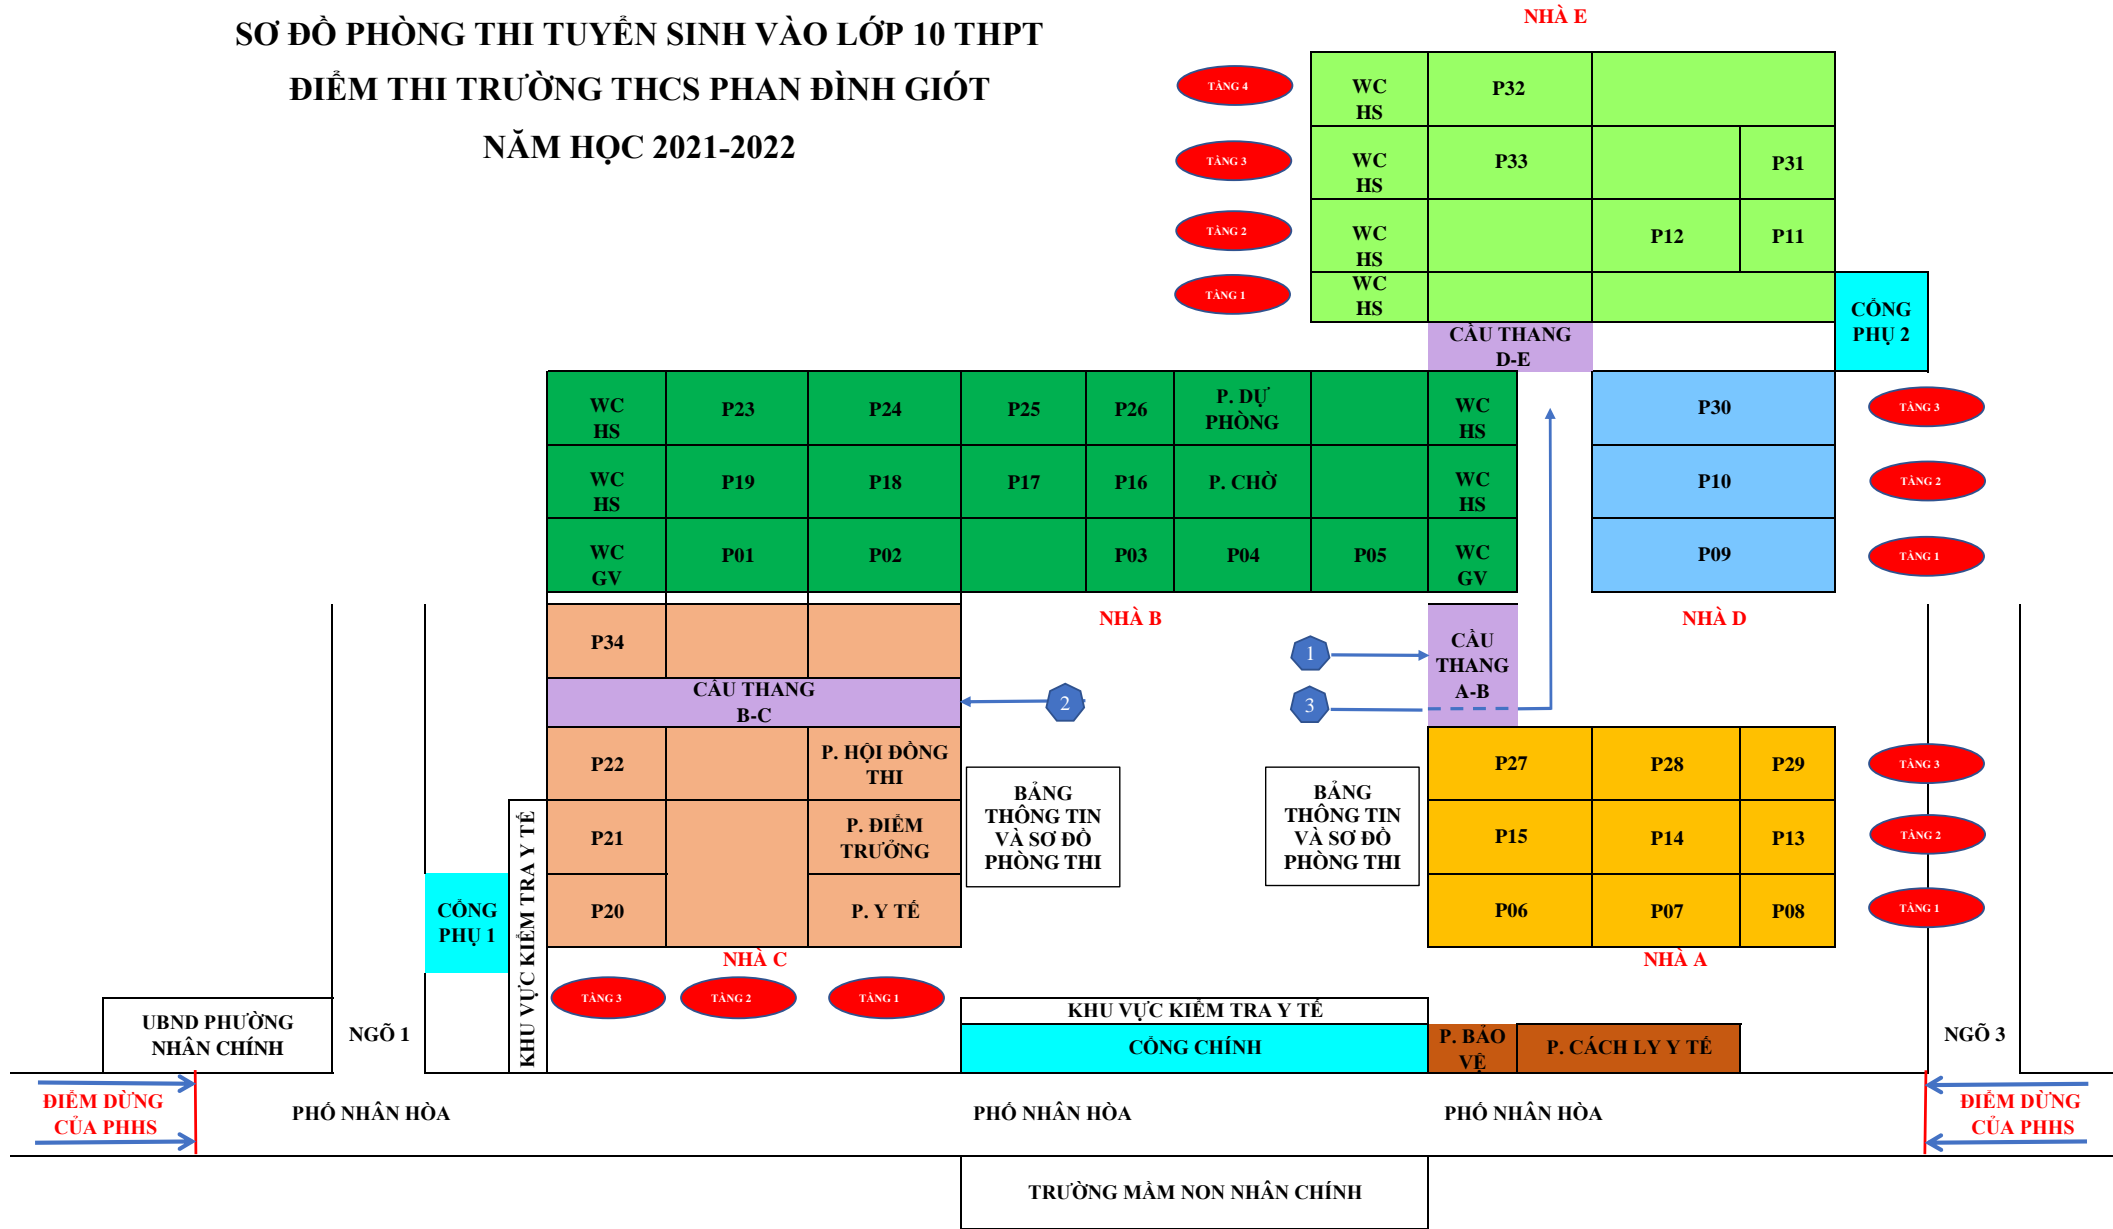 SƠ ĐỒ PHÒNG THI TUYỂN SINH VÀO LỚP 10 THPT
ĐIỂM THI TRƯỜNG THCS PHAN ĐÌNH GIÓT
NĂM HỌC 2021-2022
NHÀ E
TẦNG 4
WC
HS
P32
TẦNG 3
WC
HS
P33
P31
TẦNG 2
WC
HS
P12
P11
TẦNG 1
WC
HS
CỔNG
PHỤ 2
CẦU THANG
D-E
WC
HS
P23
P24
P25
P26
P. DỰ
PHÒNG
WC
HS
P30
TẦNG 3
WC
HS
P19
P18
P17
P16
P. CHỜ
WC
HS
P10
TẦNG 2
WC
GV
P01
P02
P03
P04
P05
WC
GV
P09
TẦNG 1
NHÀ B
NHÀ D
P34
CẦU THANG
B-C
2
1
3
CẦU
THANG
A-B
P22
P. HỘI ĐỒNG
THI
P21
P. ĐIỂM
TRƯỞNG
P20
P. Y TẾ
BẢNG
THÔNG TIN
VÀ SƠ ĐỒ
PHÒNG THI
BẢNG
THÔNG TIN
VÀ SƠ ĐỒ
PHÒNG THI
P27
P28
P29
TẦNG 3
P15
P14
P13
TẦNG 2
P06
P07
P08
TẦNG 1
CỔNG
PHỤ 1
KHU VỰC KIỂM TRA Y TẾ
NHÀ C
NHÀ A
TẦNG 3
TẦNG 2
TẦNG 1
UBND PHƯỜNG
NHÂN CHÍNH
NGÕ 1
KHU VỰC KIỂM TRA Y TẾ
CỔNG CHÍNH
P. BẢO
VỆ
P. CÁCH LY Y TẾ
NGÕ 3
ĐIỂM DỪNG
CỦA PHHS
PHỐ NHÂN HÒA
PHỐ NHÂN HÒA
PHỐ NHÂN HÒA
ĐIỂM DỪNG
CỦA PHHS
TRƯỜNG MẦM NON NHÂN CHÍNH